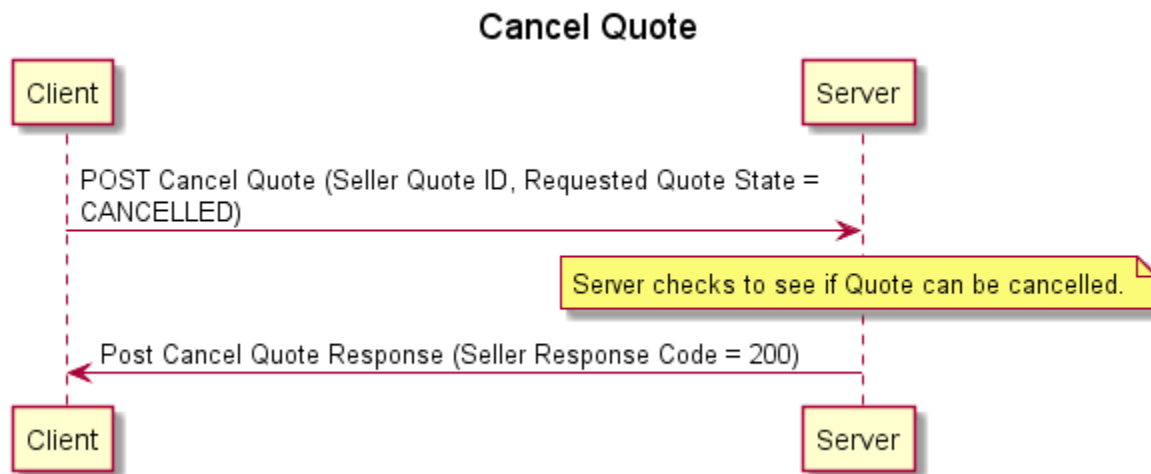 Cancel Quote
Client
Server
POST Cancel Quote (Seller Quote ID, Requested Quote State =
CANCELLED)
Server checks to see if Quote can be cancelled.
Post Cancel Quote Response (Seller Response Code = 200)
Client
Server